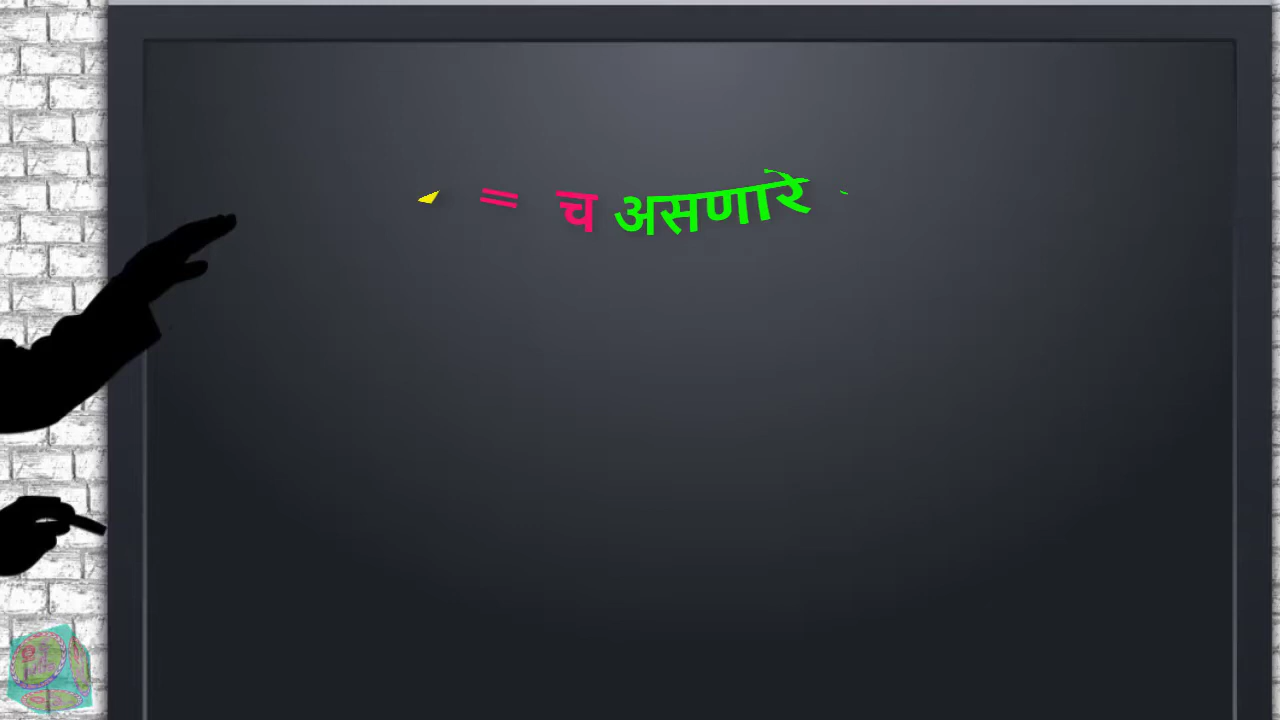 = च असणारे